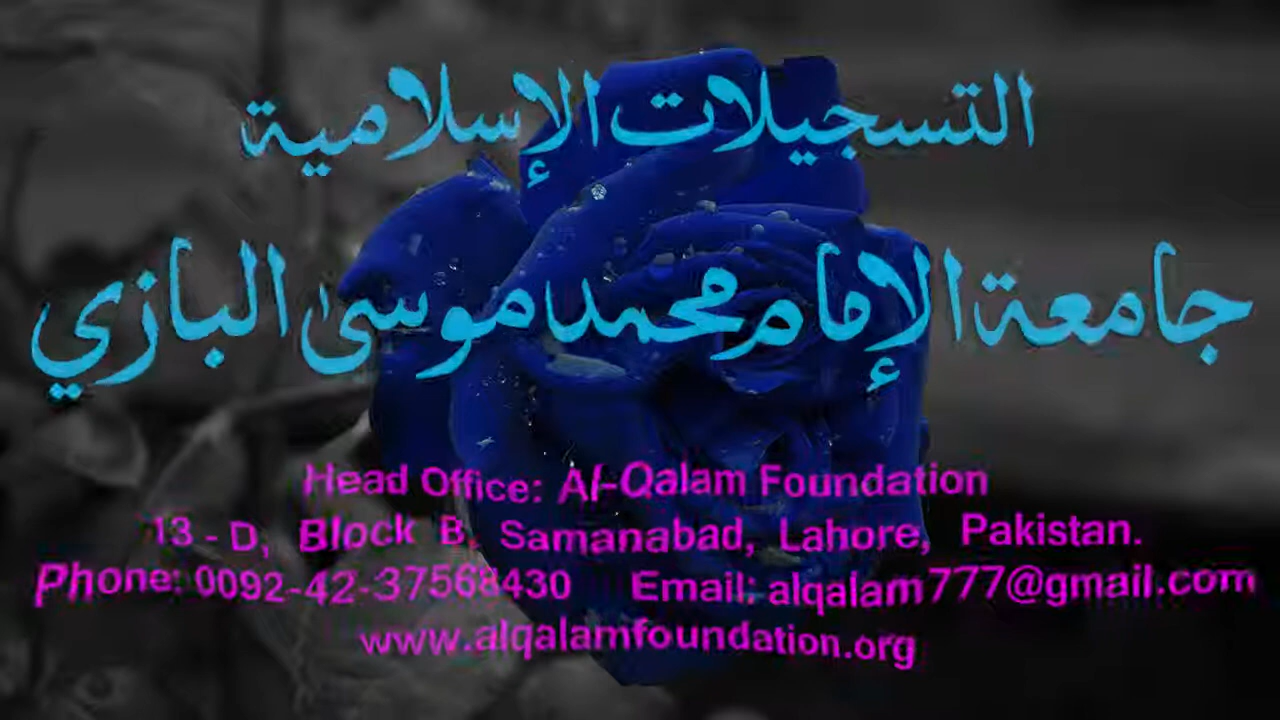 التسجيلات الإسلامية
جامعة الإمام محمد موسىٰ البازي
Head Office: Al-Qalam Foundation
13 - D, Block B, Samanabad, Lahore, Pakistan.
Phone: 0092-42-37568430 Email: alqalam777@gmail.com
www.alqalamfoundation.org